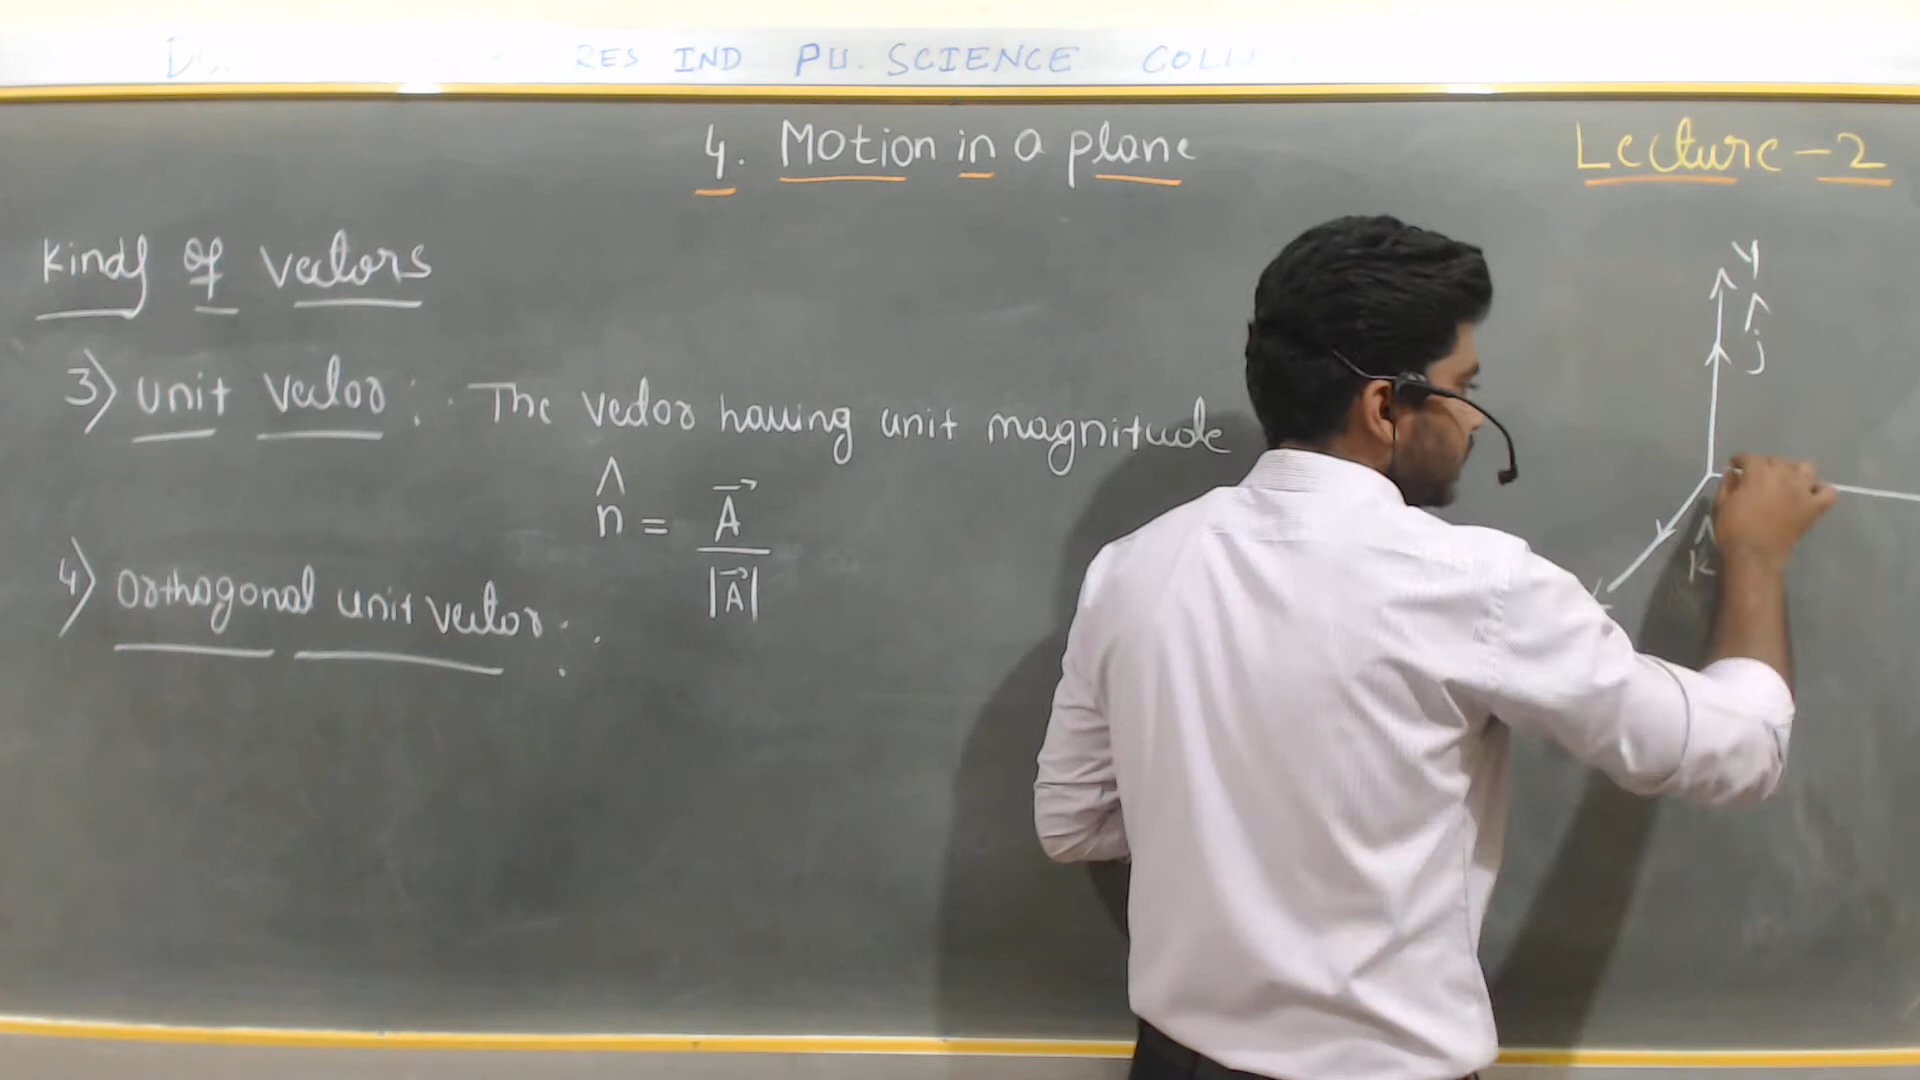 RES IND PU. SCIENCE
4. Motion in a plane
Lecture - 2
Kinds of vectors
3) unit vector : The vector having unit magnitude
n̂ = A⃗ / |A⃗|
4) Orthogonal unit vector :
Y
ĵ
k̂